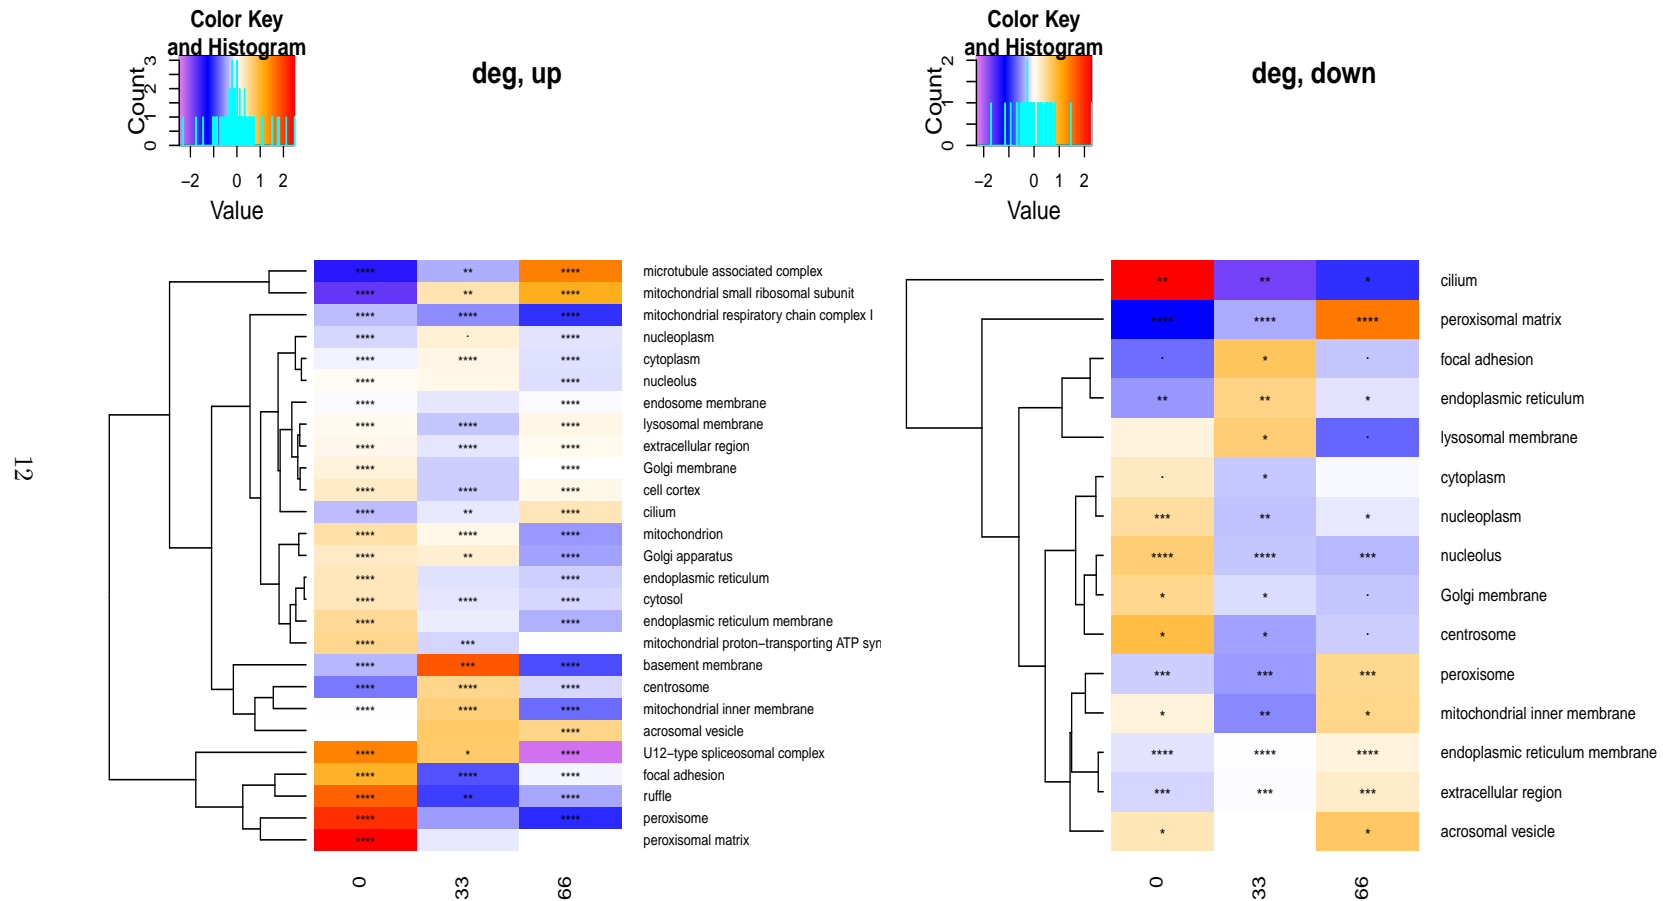 Color Key
and Histogram
Count
0 1 2 3
−2 0 1 2
Value
deg, up
**** ** **** microtubule associated complex
**** ** **** mitochondrial small ribosomal subunit
**** **** **** mitochondrial respiratory chain complex I
**** . **** nucleoplasm
**** **** **** cytoplasm
**** **** nucleolus
**** **** endosome membrane
**** **** **** lysosomal membrane
**** **** **** extracellular region
**** **** Golgi membrane
**** **** **** cell cortex
**** ** **** cilium
**** **** **** mitochondrion
**** ** **** Golgi apparatus
**** **** endoplasmic reticulum
**** **** **** cytosol
**** **** endoplasmic reticulum membrane
**** *** mitochondrial proton−transporting ATP syn
**** *** **** basement membrane
**** **** **** centrosome
**** **** **** mitochondrial inner membrane
**** acrosomal vesicle
**** * **** U12−type spliceosomal complex
**** **** **** focal adhesion
**** ** **** ruffle
**** **** peroxisome
**** peroxisomal matrix
0 33 66
Color Key
and Histogram
Count
0 1 2
−2 0 1 2
Value
deg, down
** ** * cilium
**** **** **** peroxisomal matrix
. * . focal adhesion
** ** * endoplasmic reticulum
* . lysosomal membrane
. * cytoplasm
*** ** * nucleoplasm
**** **** *** nucleolus
* * . Golgi membrane
* * . centrosome
*** *** *** peroxisome
* ** * mitochondrial inner membrane
**** **** **** endoplasmic reticulum membrane
*** *** *** extracellular region
* * acrosomal vesicle
0 33 66
12